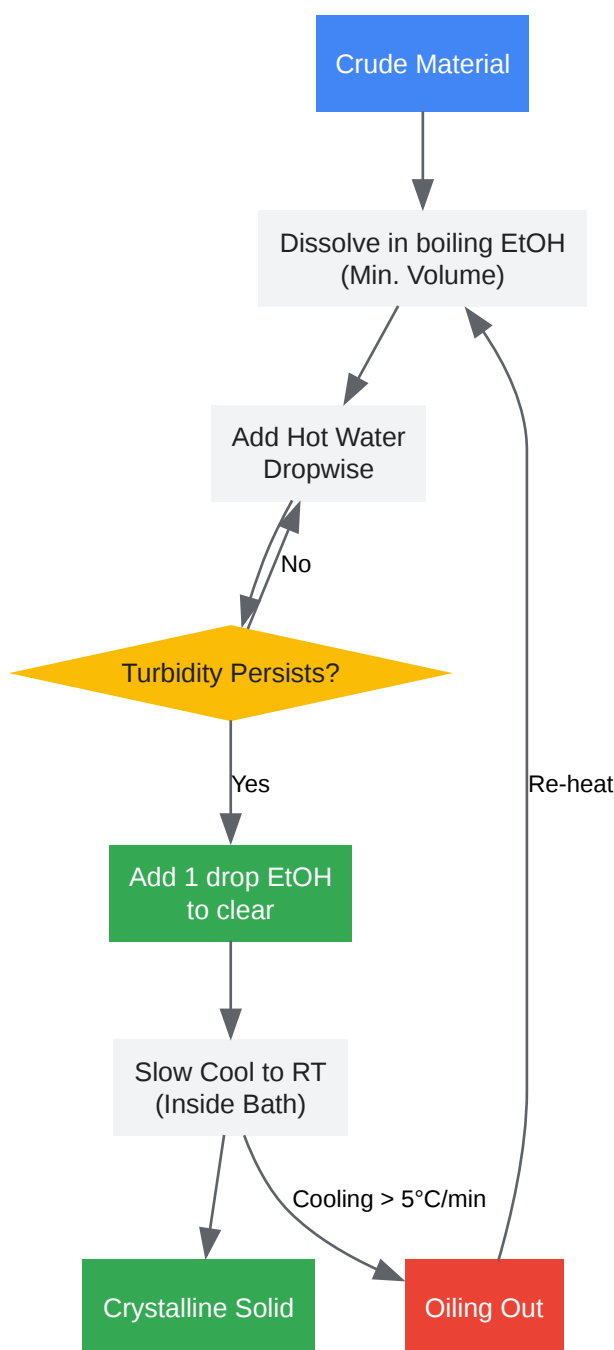 Crude Material
Dissolve in boiling EtOH
(Min. Volume)
Add Hot Water
Dropwise
No
Turbidity Persists?
Yes
Re-heat
Add 1 drop EtOH
to clear
Slow Cool to RT
(Inside Bath)
Cooling > 5°C/min
Crystalline Solid
Oiling Out